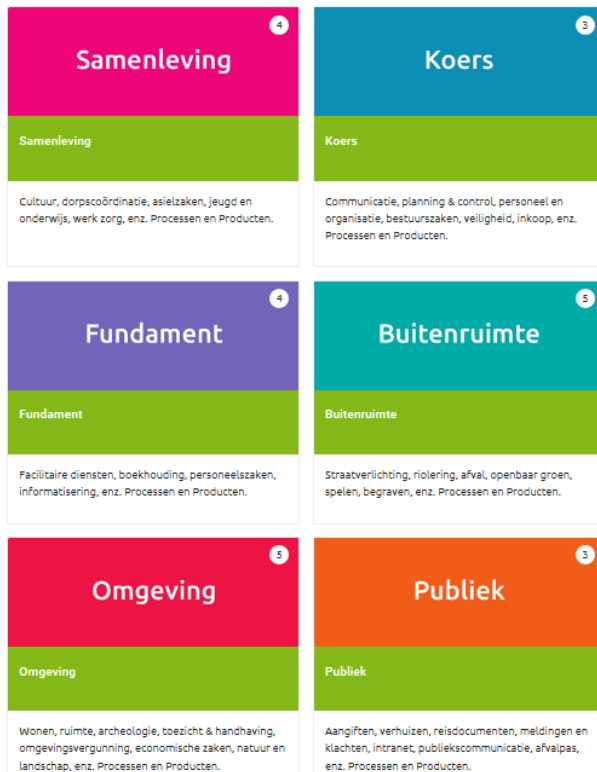 4
Samenleving
Samenleving
Cultuur, dorpscoördinatie, asielzaken, jeugd en
onderwijs, werk zorg, enz. Processen en Producten.
3
Koers
Koers
Communicatie, planning & control, personeel en
organisatie, bestuurszaken, veiligheid, inkoop, enz.
Processen en Producten.
4
Fundament
Fundament
Facilitaire diensten, boekhouding, personeelszaken,
informatisering, enz. Processen en Producten.
5
Buitenruimte
Buitenruimte
Straatverlichting, riolering, afval, openbaar groen,
spelen, begraven, enz. Processen en Producten.
5
Omgeving
Omgeving
Wonen, ruimte, archeologie, toezicht & handhaving,
omgevingsvergunning, economische zaken, natuur en
landschap, enz. Processen en Producten.
3
Publiek
Publiek
Aangiften, verhuizen, reisdocumenten, meldingen en
klachten, intranet, publiekscommunicatie, afvalpas,
enz. Processen en Producten.